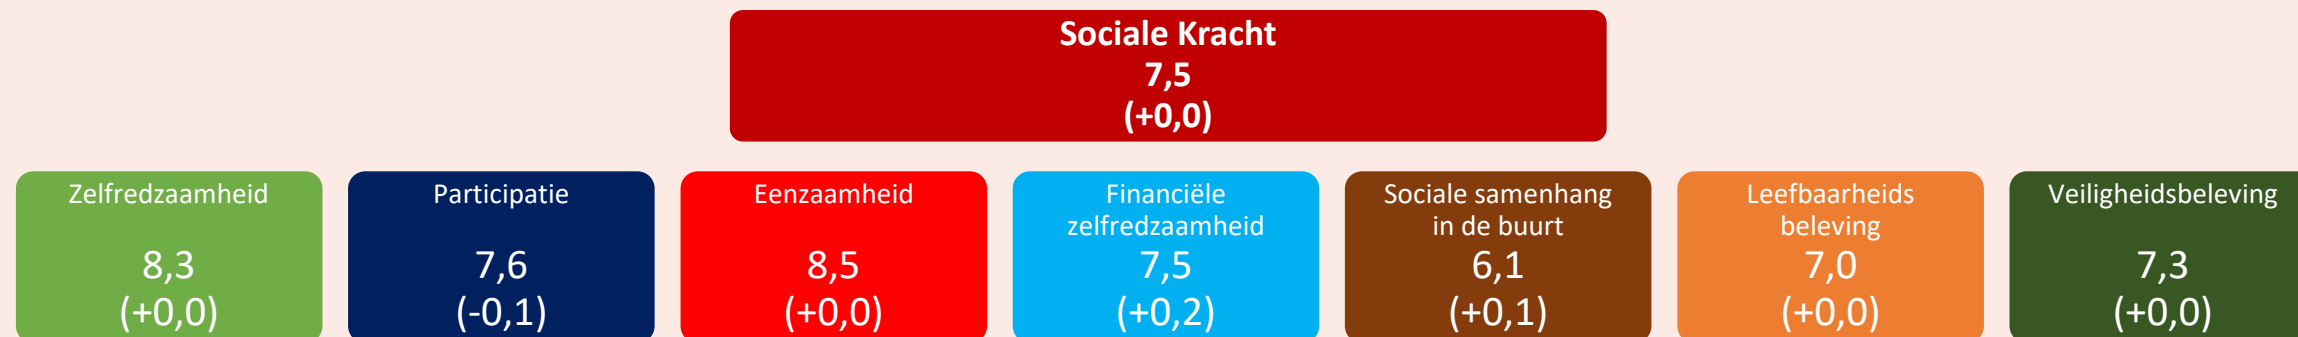 Sociale Kracht
7,5
(+0,0)
Zelfredzaamheid
8,3
(+0,0)
Participatie
7,6
(-0,1)
Eenzaamheid
8,5
(+0,0)
Financiële
zelfredzaamheid
7,5
(+0,2)
Sociale samenhang
in de buurt
6,1
(+0,1)
Leefbaarheids
beleving
7,0
(+0,0)
Veiligheidsbeleving
7,3
(+0,0)